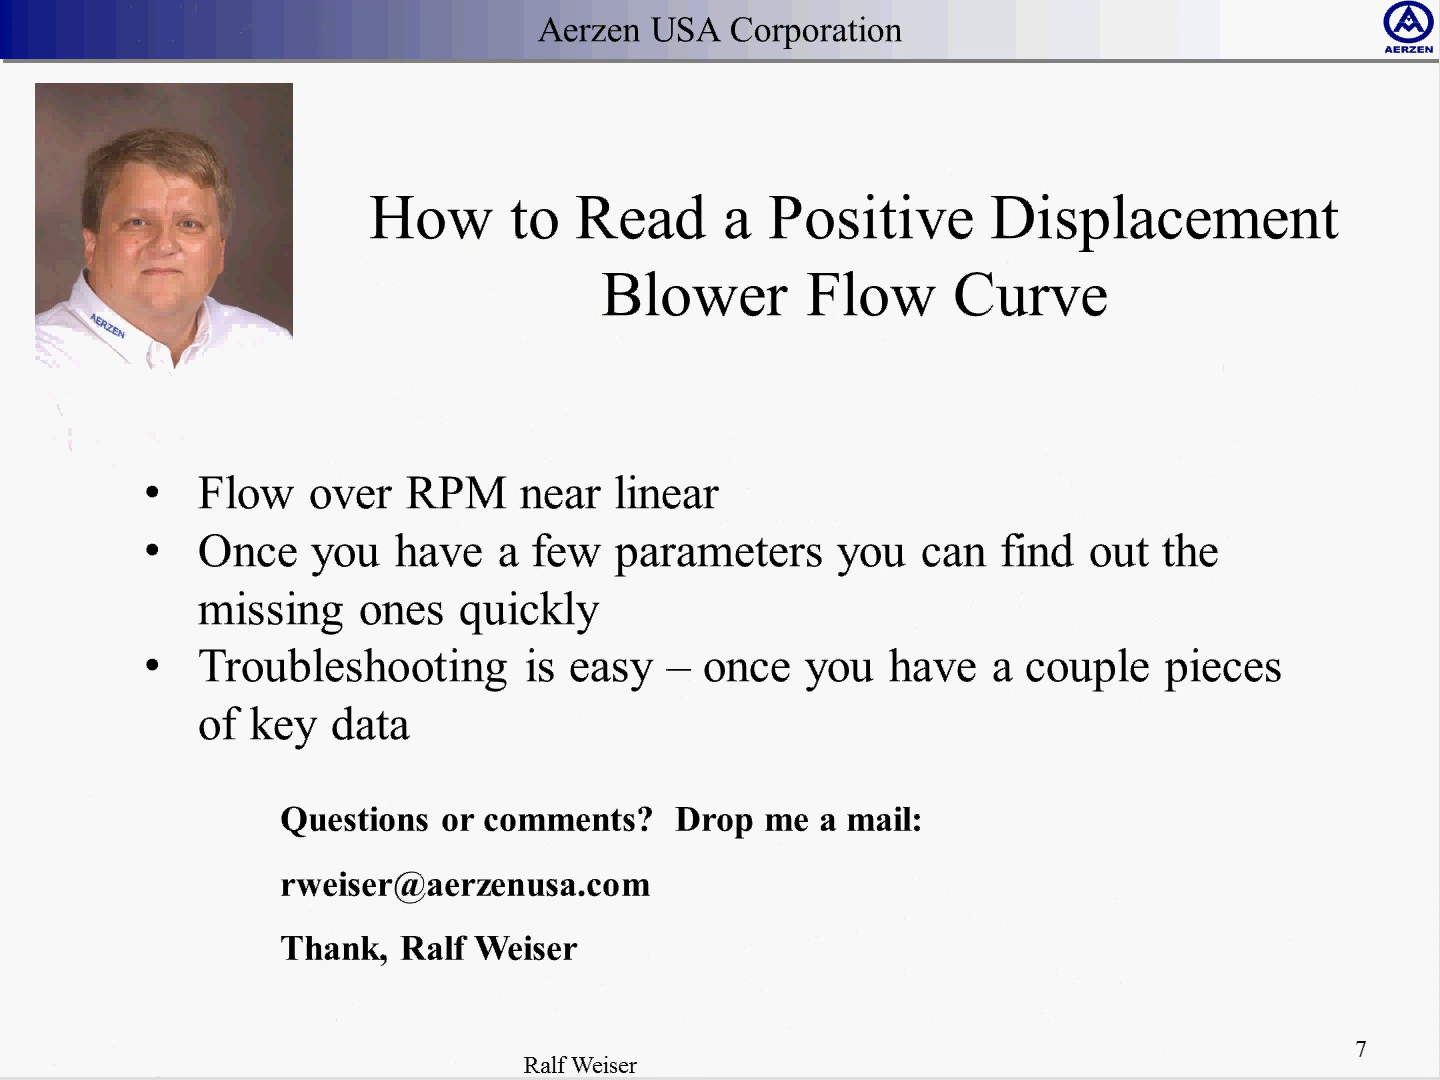 Aerzen USA Corporation
AERZEN
AERZEN
How to Read a Positive Displacement
Blower Flow Curve
• Flow over RPM near linear
• Once you have a few parameters you can find out the
missing ones quickly
• Troubleshooting is easy – once you have a couple pieces
of key data
Questions or comments? Drop me a mail:
rweiser@aerzenusa.com
Thank, Ralf Weiser
Ralf Weiser
7